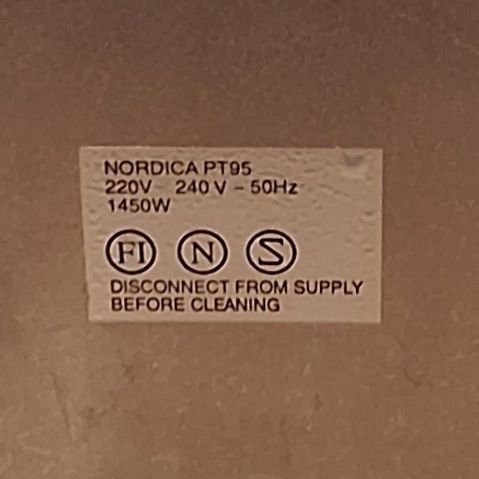 NORDICA PT95
220V - 240 V ~ 50Hz
1450W
FI N S
DISCONNECT FROM SUPPLY
BEFORE CLEANING